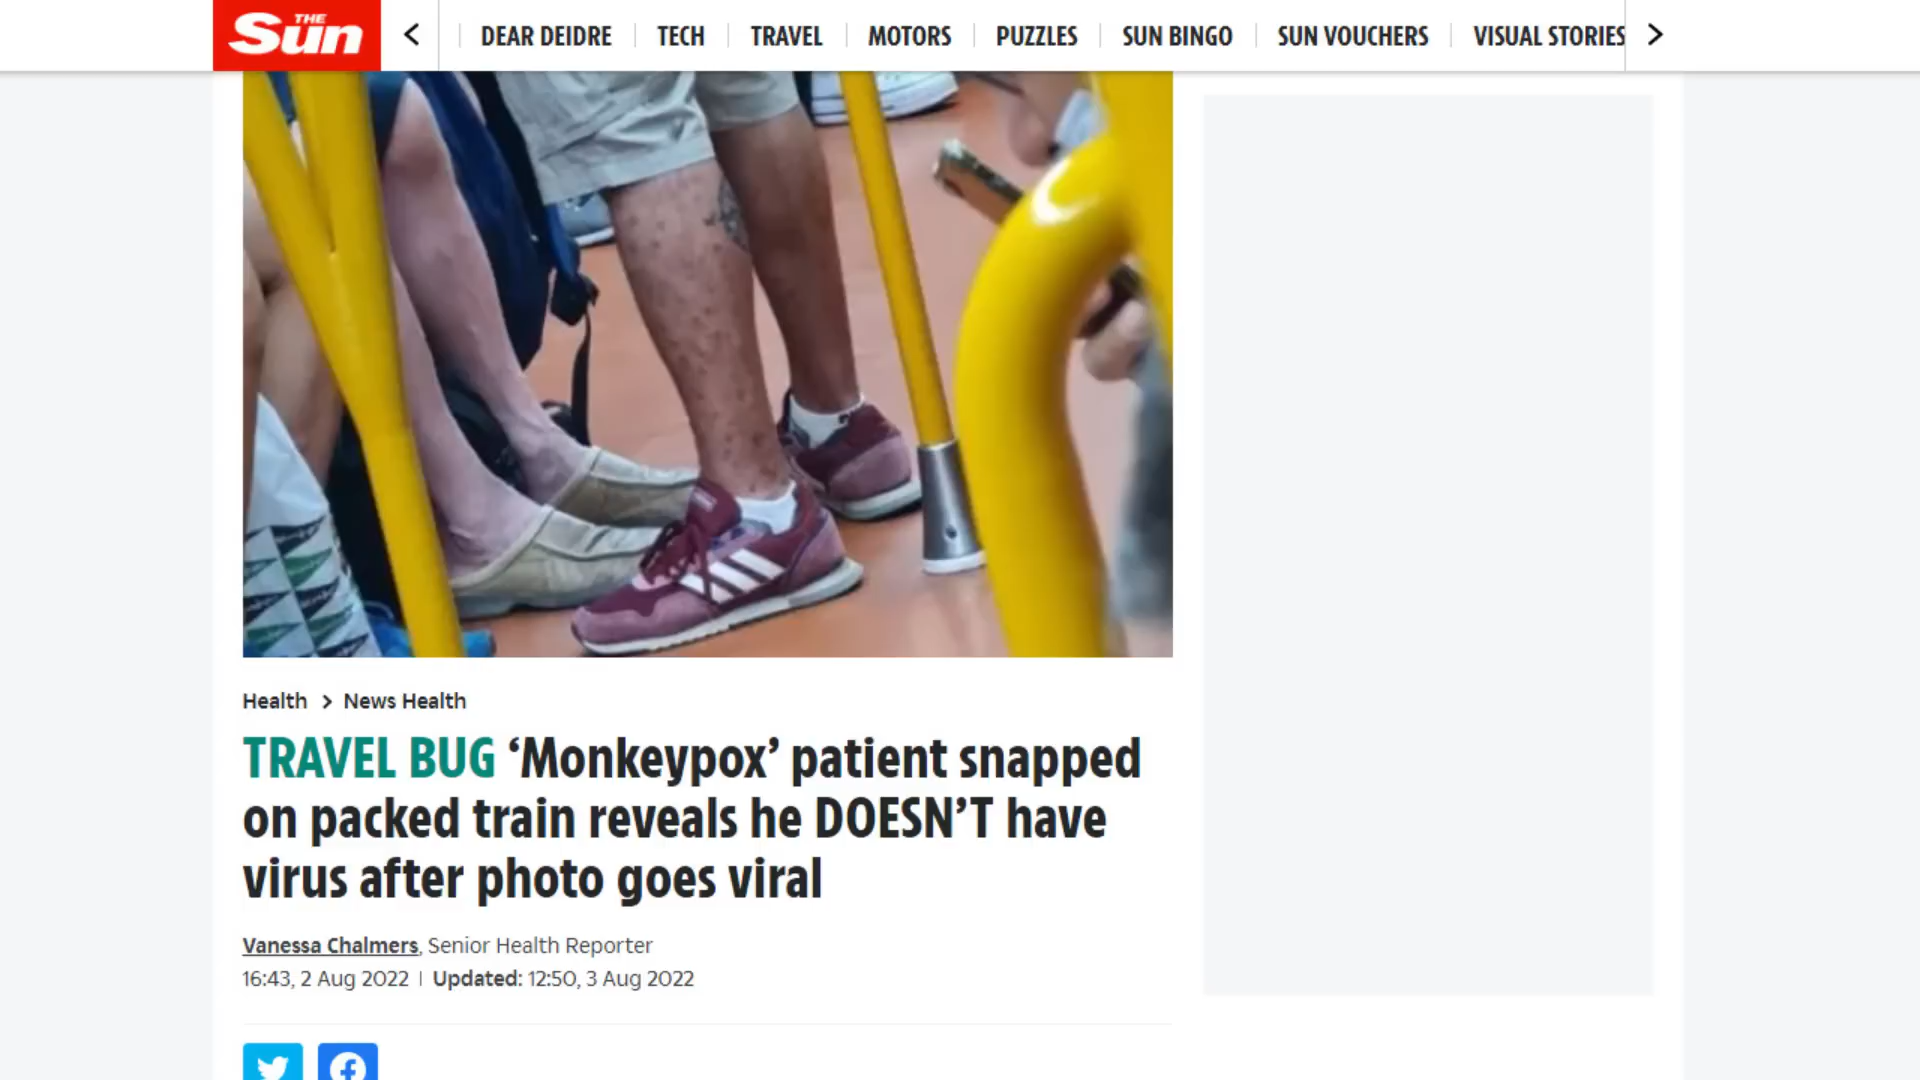 THE
Sun
DEAR DEIDRE
TECH
TRAVEL
MOTORS
PUZZLES
SUN BINGO
SUN VOUCHERS
VISUAL STORIES
Health > News Health
TRAVEL BUG ‘Monkeypox’ patient snapped
on packed train reveals he DOESN’T have
virus after photo goes viral
Vanessa Chalmers, Senior Health Reporter
16:43, 2 Aug 2022 | Updated: 12:50, 3 Aug 2022